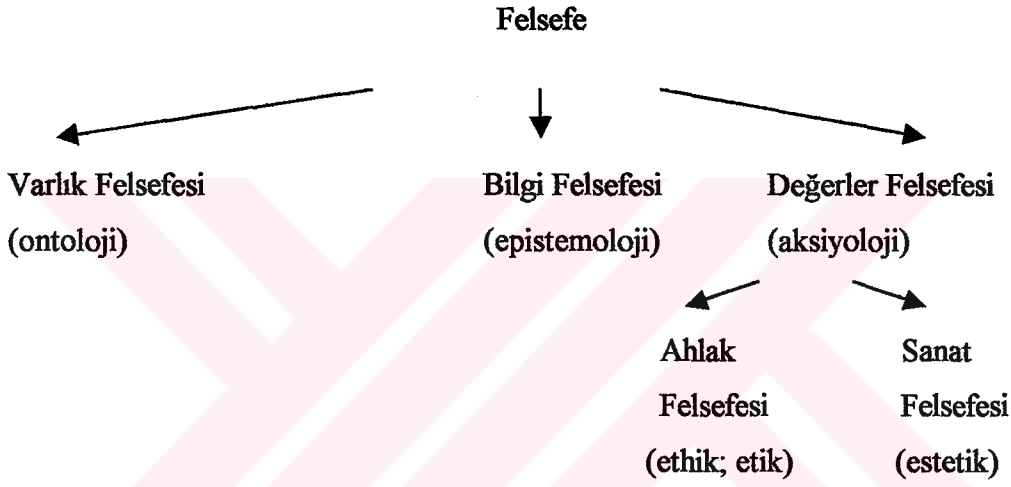 Felsefe
Varlık Felsefesi
(ontoloji)
Bilgi Felsefesi
(epistemoloji)
Değerler Felsefesi
(aksiyoloji)
Ahlak
Felsefesi
(ethik; etik)
Sanat
Felsefesi
(estetik)